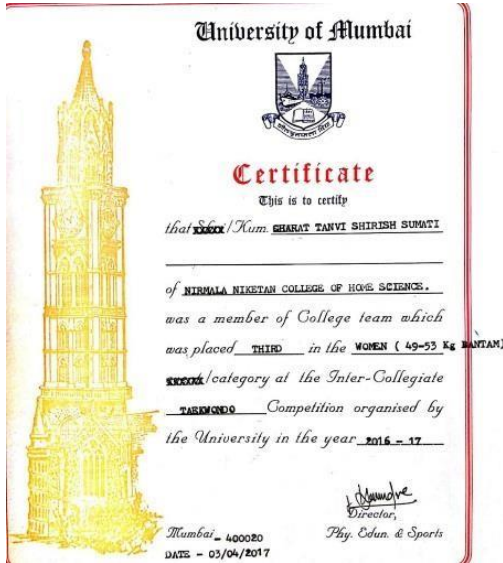 University of Mumbai
Certificate
This is to certify
that /Kum. GHARAT TANVI SHIRISH SUMATI
of NIRMALA NIKETAN COLLEGE OF HOME SCIENCE.
was a member of College team which
was placed THIRD in the WOMEN ( 49-53 Kg BANTAM)
/category at the Inter-Collegiate
TAEKWONDO Competition organised by
the University in the year 2016 - 17
Director,
Mumbai - 400020 Phy. Edun. & Sports
DATE - 03/04/2017